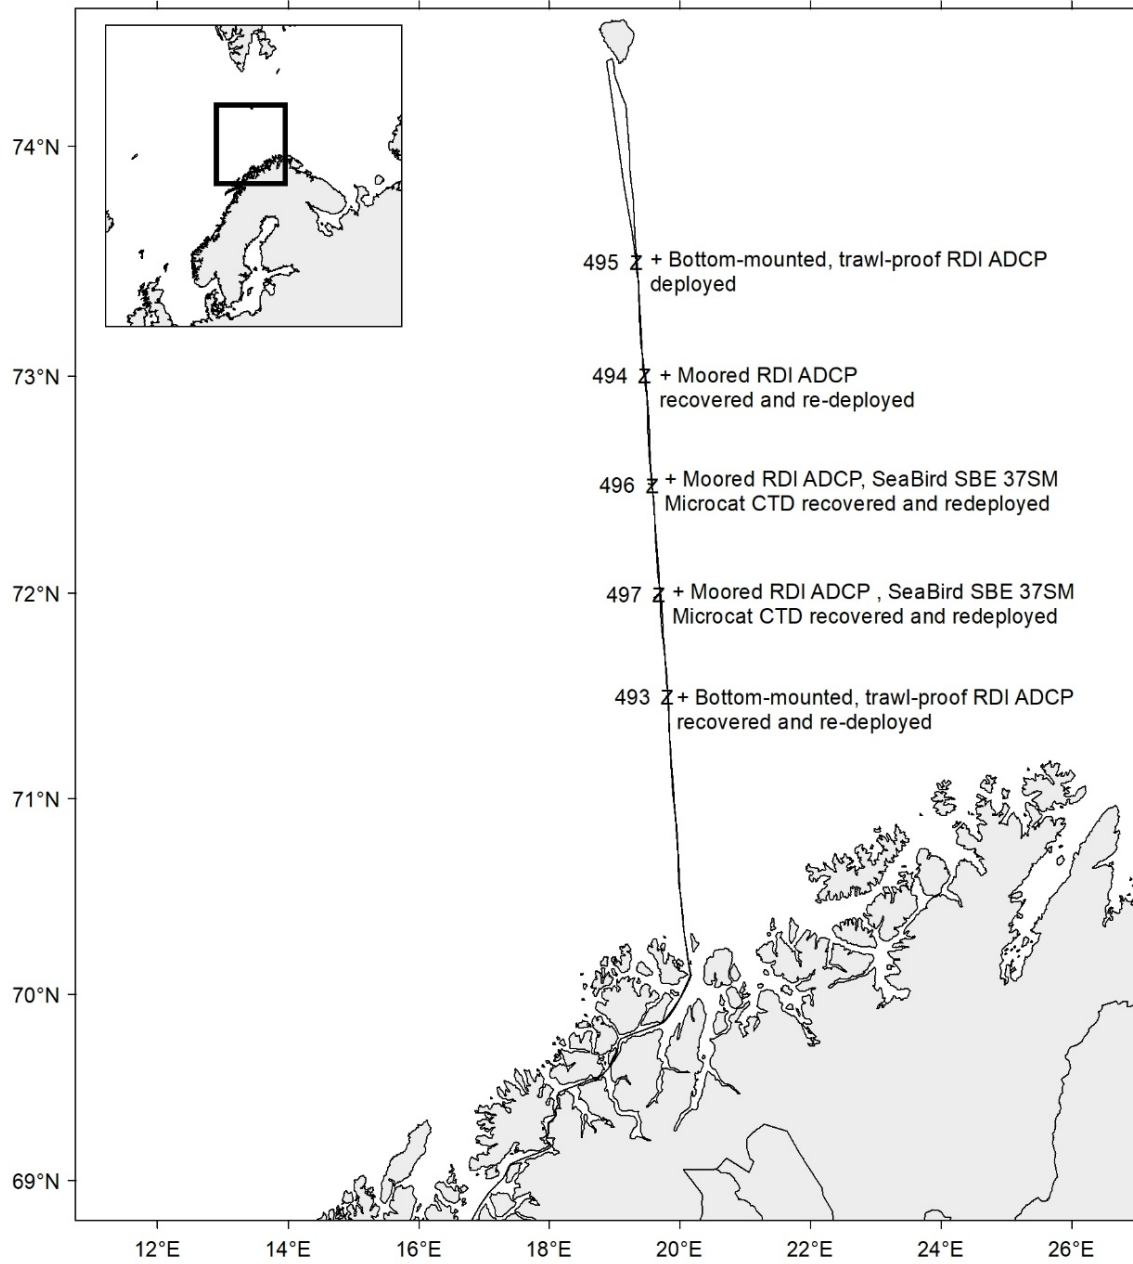 74°N
495 Z + Bottom-mounted, trawl-proof RDI ADCP
deployed
73°N
494 Z + Moored RDI ADCP
recovered and re-deployed
496 Z + Moored RDI ADCP, SeaBird SBE 37SM
Microcat CTD recovered and redeployed
72°N
497 Z + Moored RDI ADCP , SeaBird SBE 37SM
Microcat CTD recovered and redeployed
493 Z + Bottom-mounted, trawl-proof RDI ADCP
recovered and re-deployed
71°N
70°N
69°N
12°E 14°E 16°E 18°E 20°E 22°E 24°E 26°E